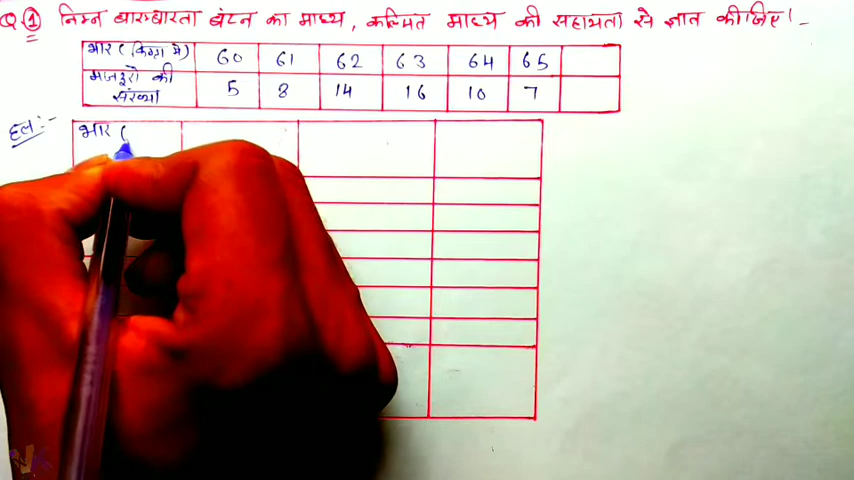 Q.① निम्न बारम्बारता बंटन का माध्य, कल्पित माध्य की सहायता से ज्ञात कीजिए।-
भार (किग्रा में) 60 61 62 63 64 65
मजदूरों की संख्या 5 8 14 16 10 7
हल:-
भार (